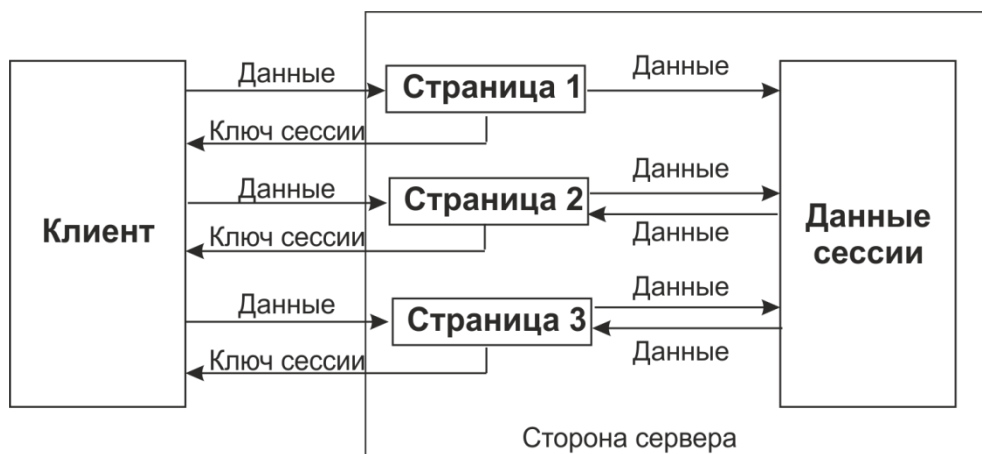 Данные
Страница 1
Данные
Ключ сессии
Данные
Страница 2
Данные
Ключ сессии
Данные
Клиент
Данные
сессии
Данные
Страница 3
Данные
Ключ сессии
Данные
Сторона сервера